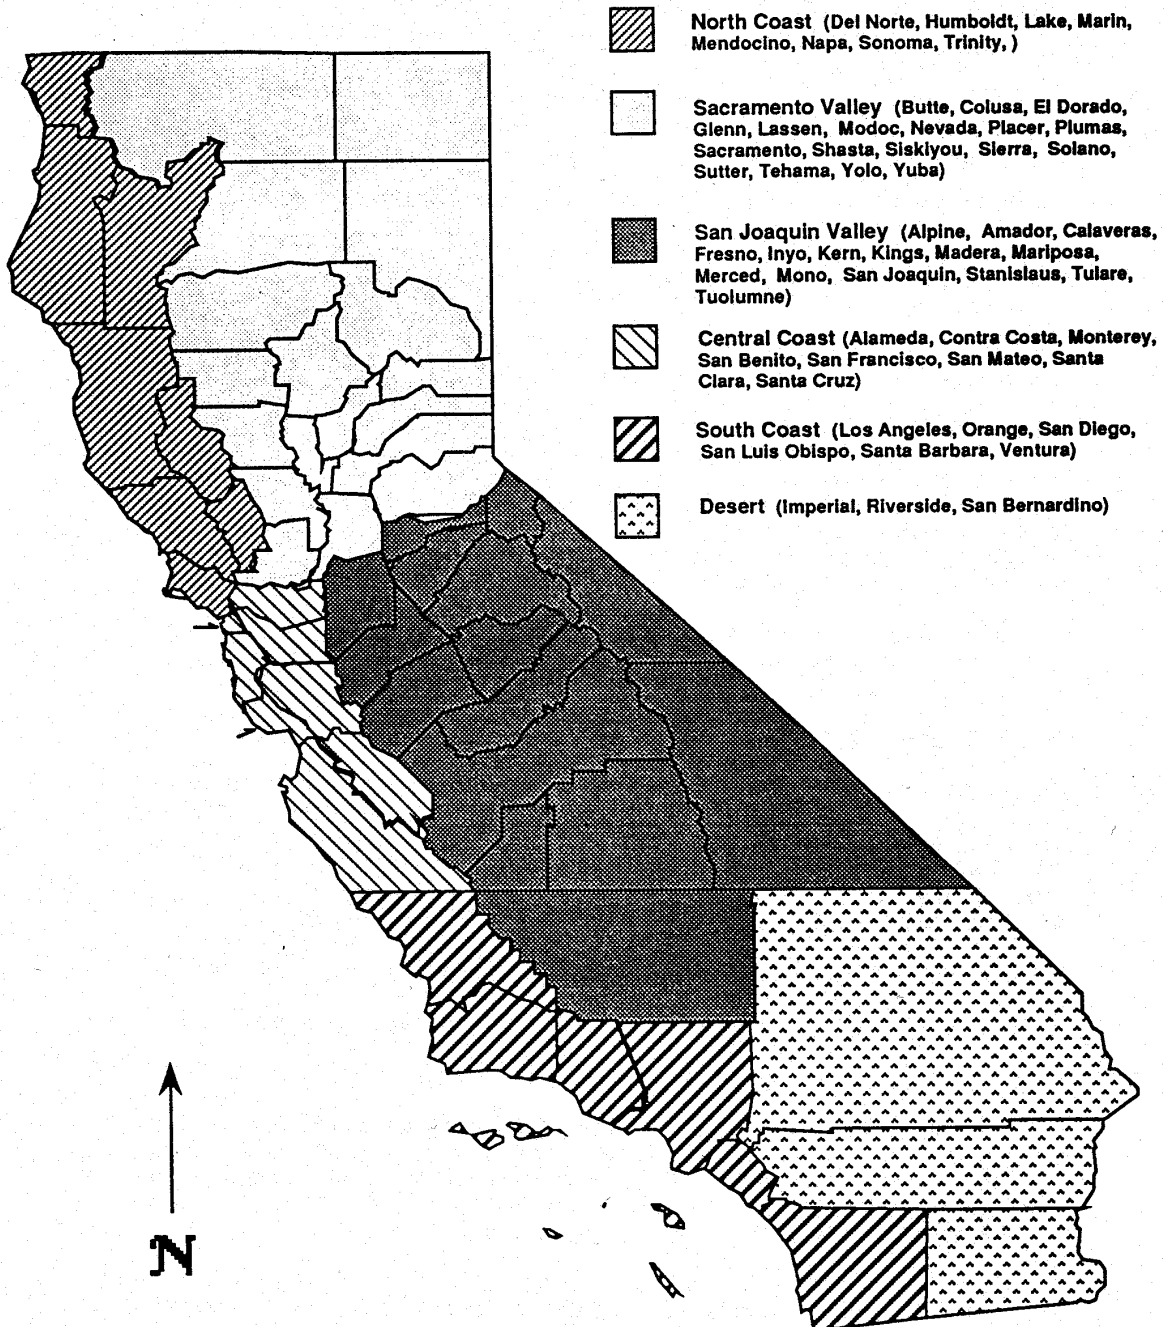 North Coast (Del Norte, Humboldt, Lake, Marin,
Mendocino, Napa, Sonoma, Trinity, )
Sacramento Valley (Butte, Colusa, El Dorado,
Glenn, Lassen, Modoc, Nevada, Placer, Plumas,
Sacramento, Shasta, Siskiyou, Sierra, Solano,
Sutter, Tehama, Yolo, Yuba)
San Joaquin Valley (Alpine, Amador, Calaveras,
Fresno, Inyo, Kern, Kings, Madera, Mariposa,
Merced, Mono, San Joaquin, Stanislaus, Tulare,
Tuolumne)
Central Coast (Alameda, Contra Costa, Monterey,
San Benito, San Francisco, San Mateo, Santa
Clara, Santa Cruz)
South Coast (Los Angeles, Orange, San Diego,
San Luis Obispo, Santa Barbara, Ventura)
Desert (Imperial, Riverside, San Bernardino)
N